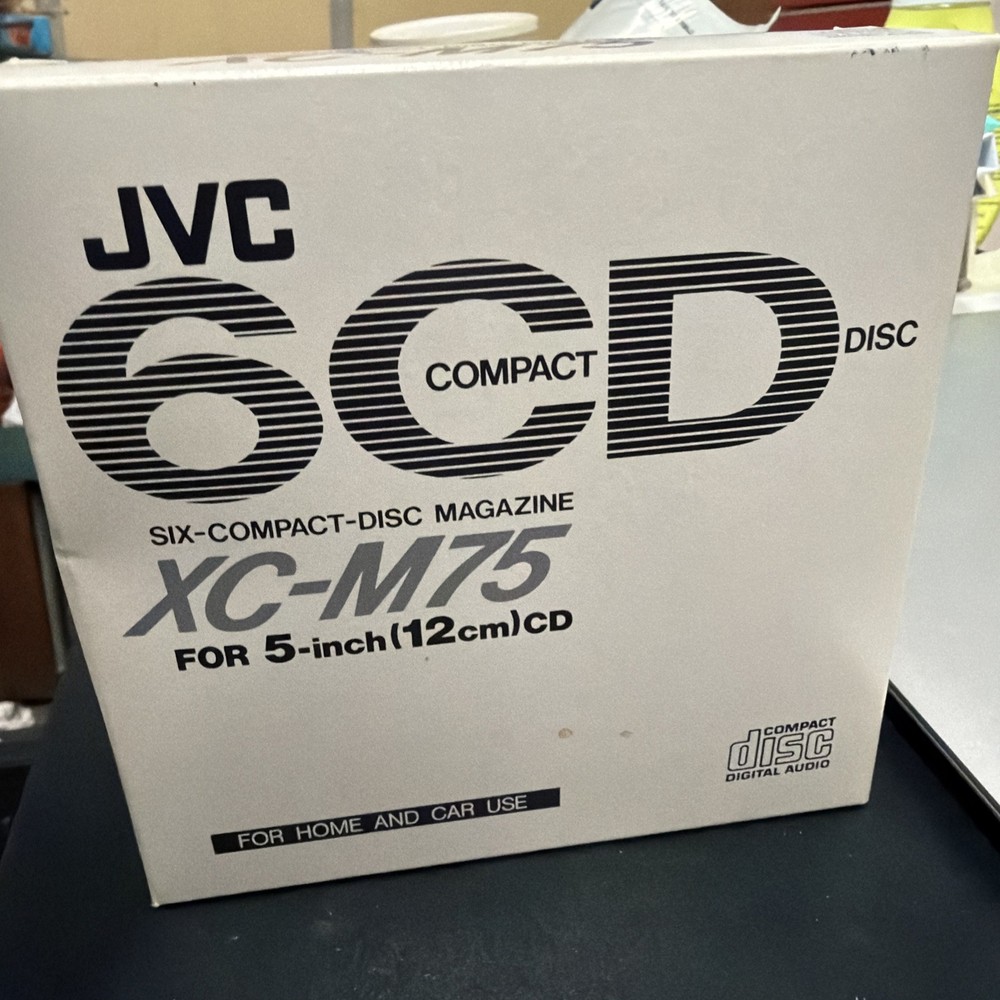 JVC
6CD
COMPACT
DISC
SIX-COMPACT-DISC MAGAZINE
XC-M75
FOR 5-inch(12cm)CD
COMPACT
disc
DIGITAL AUDIO
FOR HOME AND CAR USE